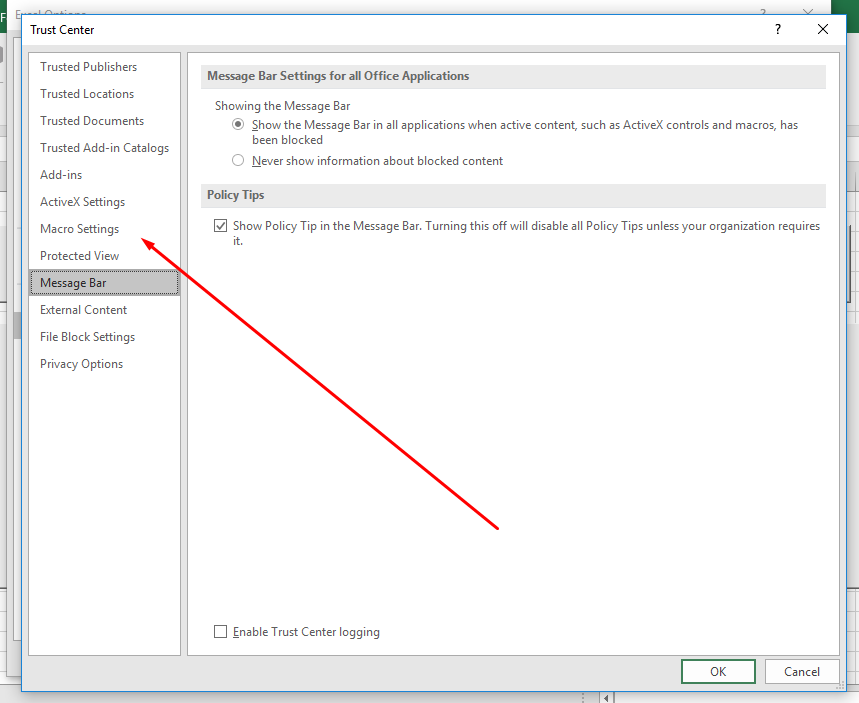 Excel Options
?
Trust Center
?
Trusted Publishers
Trusted Locations
Trusted Documents
Trusted Add-in Catalogs
Add-ins
ActiveX Settings
Macro Settings
Protected View
Message Bar
External Content
File Block Settings
Privacy Options
Message Bar Settings for all Office Applications
Showing the Message Bar
Show the Message Bar in all applications when active content, such as ActiveX controls and macros, has
been blocked
Never show information about blocked content
Policy Tips
Show Policy Tip in the Message Bar. Turning this off will disable all Policy Tips unless your organization requires
it.
Enable Trust Center logging
OK
Cancel